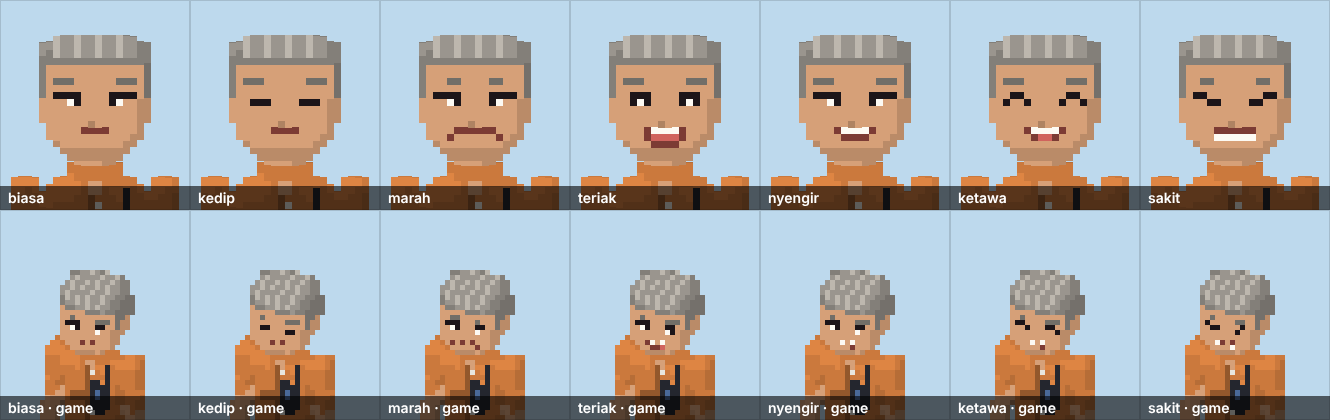 biasa
kedip
marah
teriak
nyengir
ketawa
sakit
biasa · game
kedip · game
marah · game
teriak · game
nyengir · game
ketawa · game
sakit · game